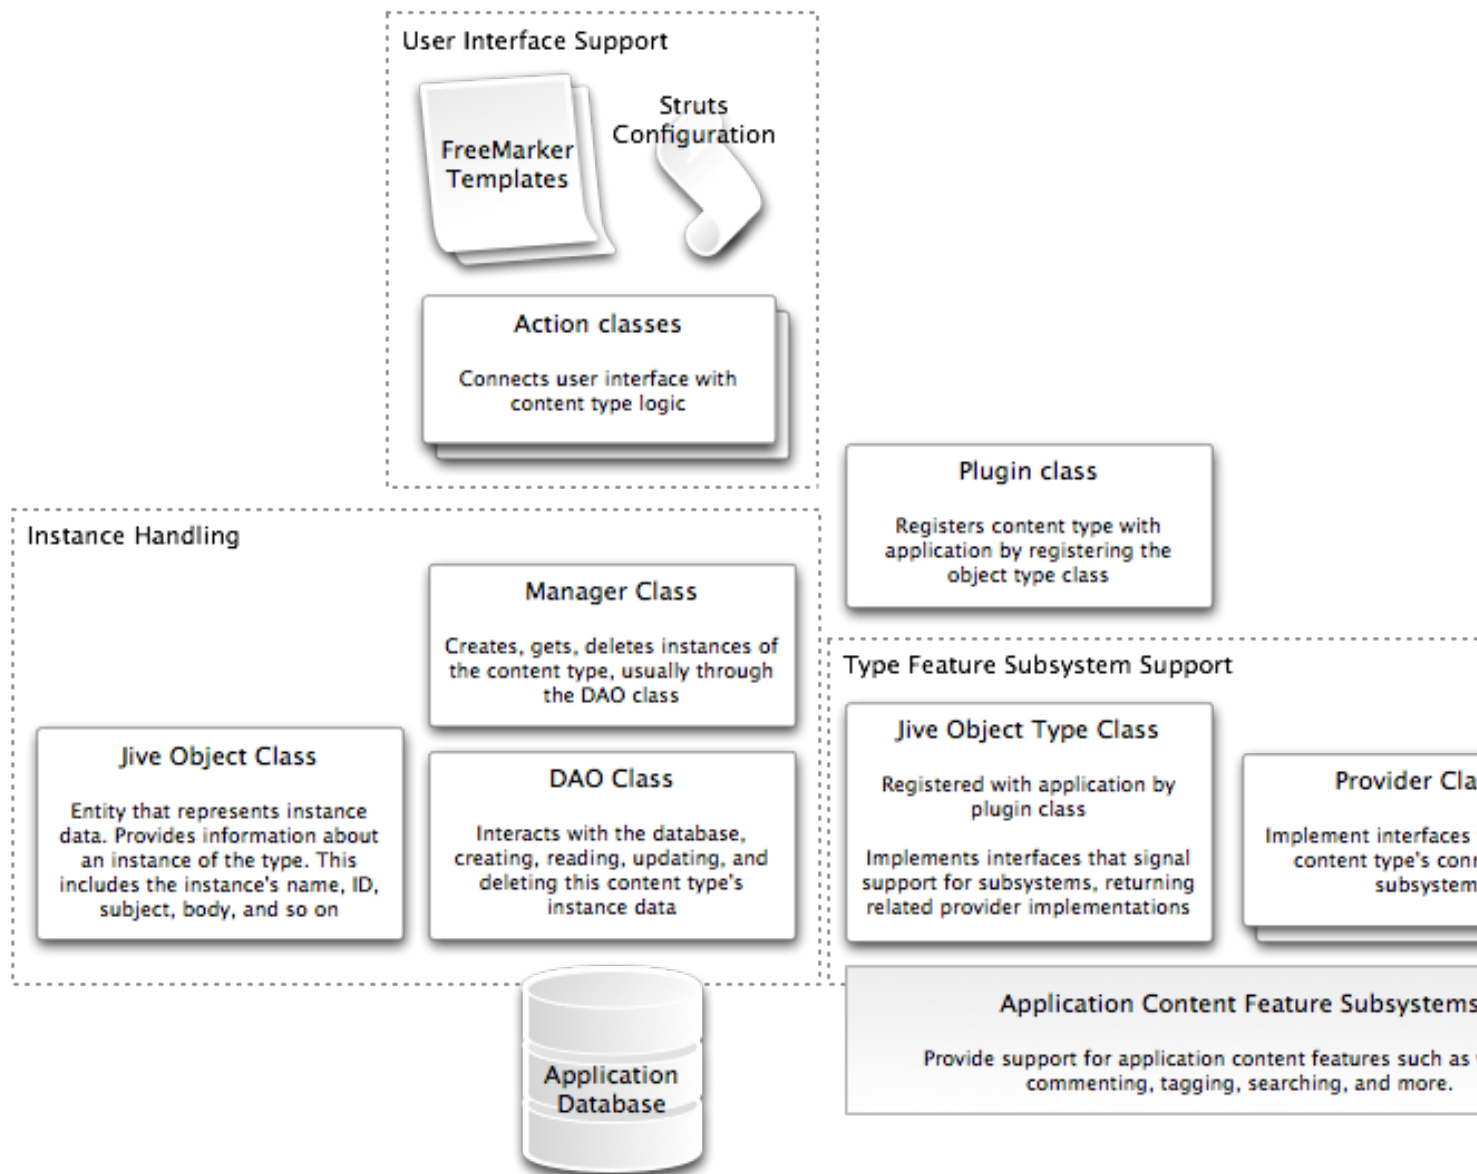 User Interface Support
FreeMarker
Templates
Struts
Configuration
Action classes
Connects user interface with
content type logic
Plugin class
Registers content type with
application by registering the
object type class
Instance Handling
Manager Class
Creates, gets, deletes instances of
the content type, usually through
the DAO class
Jive Object Class
Entity that represents instance
data. Provides information about
an instance of the type. This
includes the instance's name, ID,
subject, body, and so on
DAO Class
Interacts with the database,
creating, reading, updating, and
deleting this content type's
instance data
Application
Database
Type Feature Subsystem Support
Jive Object Type Class
Registered with application by
plugin class
Implements interfaces that signal
support for subsystems, returning
related provider implementations
Provider
Implement interfaces
content type's
Application Content Feature Subsystems
Provide support for application content features such as
commenting, tagging, searching, and more.